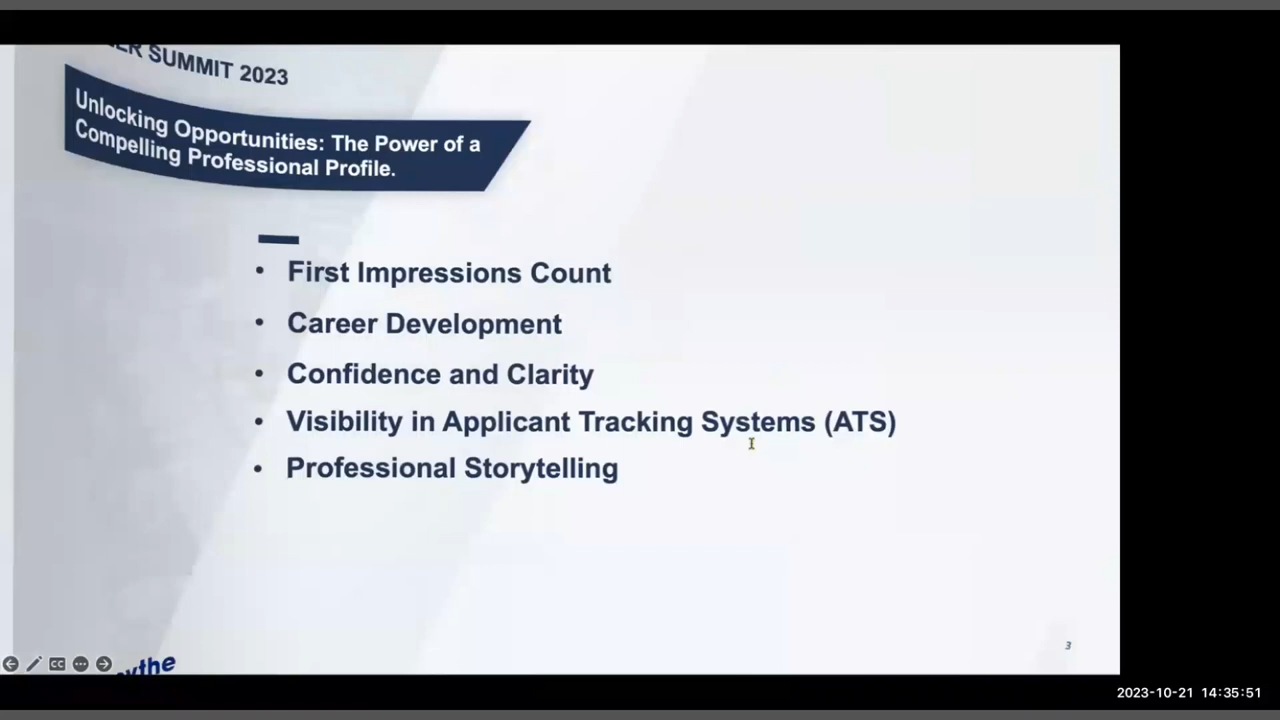 SUMMIT 2023
Unlocking Opportunities: The Power of a
Compelling Professional Profile.
• First Impressions Count
• Career Development
• Confidence and Clarity
• Visibility in Applicant Tracking Systems (ATS)
• Professional Storytelling
3
CC
2023-10-21 14:35:51